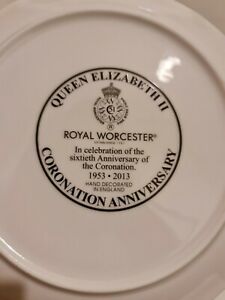 QUEEN ELIZABETH II
ROYAL WORCESTER®
In celebration of the
sixtieth Anniversary of
the Coronation.
1953 • 2013
HAND DECORATED
IN ENGLAND
CORONATION ANNIVERSARY